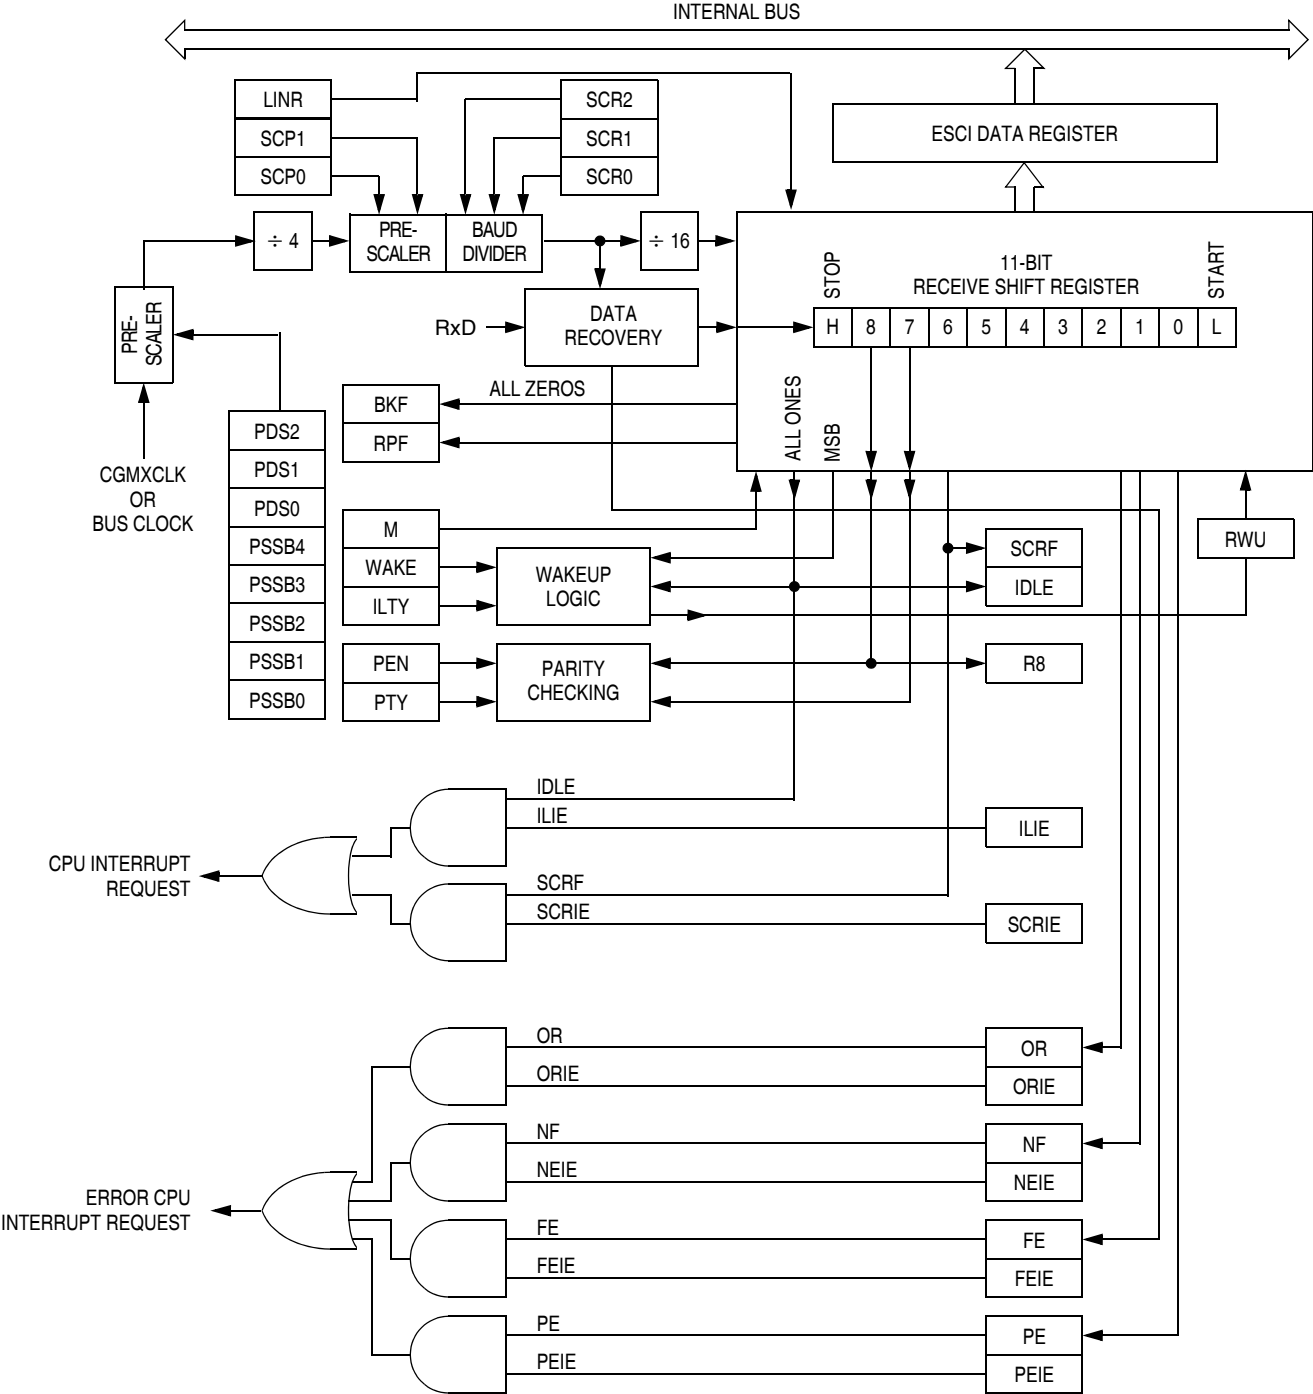 INTERNAL BUS
LINR
SCP1
SCP0
SCR2
SCR1
SCR0
ESCI DATA REGISTER
÷ 4
PRE-
SCALER
BAUD
DIVIDER
÷ 16
STOP
11-BIT
RECEIVE SHIFT REGISTER
START
H 8 7 6 5 4 3 2 1 0 L
PRE-
SCALER
RxD
DATA
RECOVERY
ALL ZEROS
BKF
RPF
ALL ONES
MSB
CGMXCLK
OR
BUS CLOCK
PDS2
PDS1
PDS0
PSSB4
PSSB3
PSSB2
PSSB1
PSSB0
M
WAKE
ILTY
WAKEUP
LOGIC
SCRF
IDLE
RWU
PEN
PTY
PARITY
CHECKING
R8
IDLE
ILIE
ILIE
CPU INTERRUPT
REQUEST
SCRF
SCRIE
SCRIE
OR
ORIE
OR
ORIE
NF
NEIE
NF
NEIE
ERROR CPU
INTERRUPT REQUEST
FE
FEIE
FE
FEIE
PE
PEIE
PE
PEIE